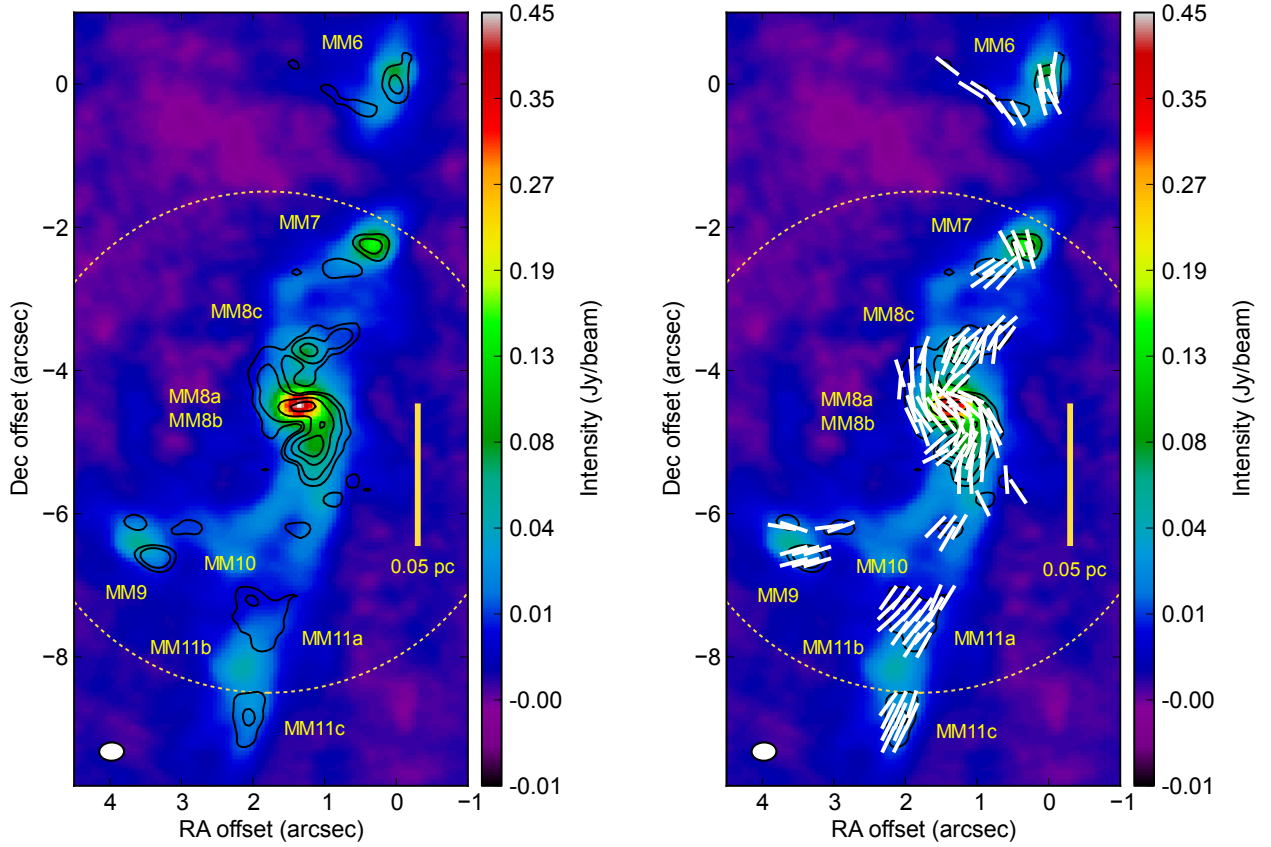 MM6
MM7
MM8c
MM8a
MM8b
0.05 pc
MM10
MM9
MM11b
MM11a
MM11c
0
−2
−4
−6
−8
4
3
2
1
0
−1
Dec offset (arcsec)
RA offset (arcsec)
0.45
0.35
0.27
0.19
0.13
0.08
0.04
0.01
-0.00
-0.01
Intensity (Jy/beam)
MM6
MM7
MM8c
MM8a
MM8b
0.05 pc
MM10
MM9
MM11b
MM11a
MM11c
0
−2
−4
−6
−8
4
3
2
1
0
−1
Dec offset (arcsec)
RA offset (arcsec)
0.45
0.35
0.27
0.19
0.13
0.08
0.04
0.01
-0.00
-0.01
Intensity (Jy/beam)